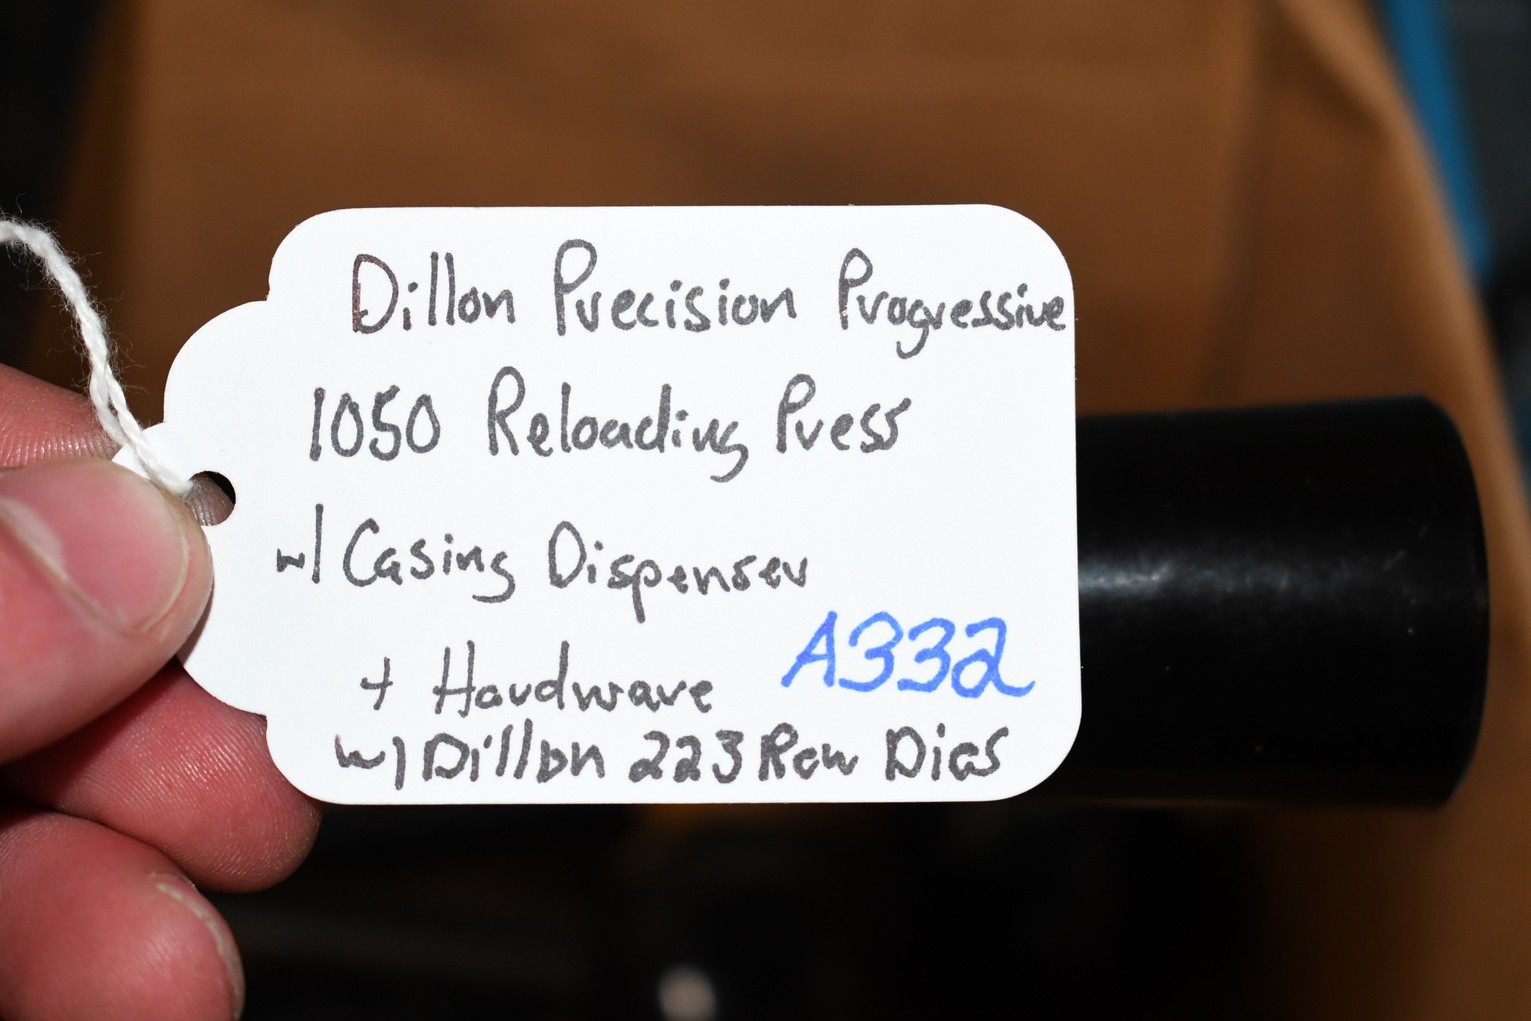 Dillon Precision Progressive
1050 Reloading Press
w/ Casing Dispenser
+ Hardware
A332
w/ Dillon 223 Rem Dies